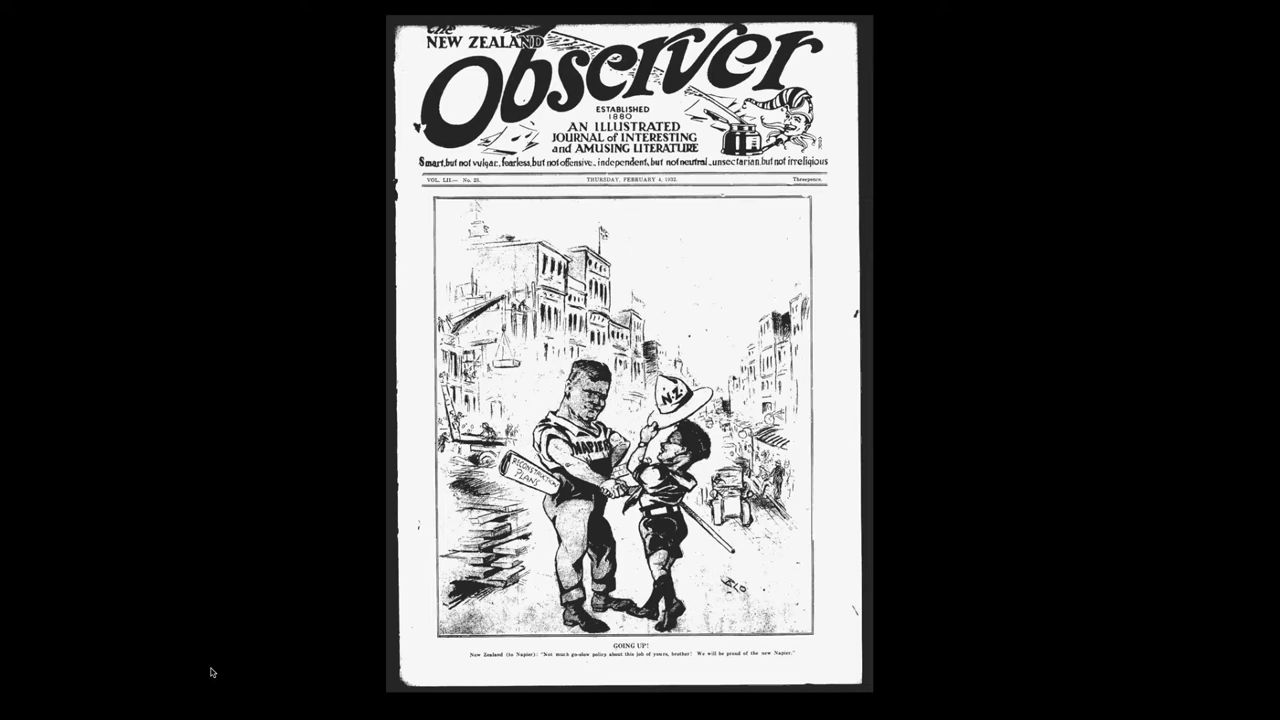 the
NEW ZEALAND
Observer
ESTABLISHED
1880
AN ILLUSTRATED
JOURNAL of INTERESTING
and AMUSING LITERATURE
Smart, but not vulgar, fearless, but not offensive, independent, but not neutral, unsectarian, but not irreligious
VOL. LII.— No. 25. THURSDAY, FEBRUARY 4, 1932. Threepence.
N.Z.
NAPIER
RECONSTRUCTION
PLANS
BLO
GOING UP!
New Zealand (to Napier): "Not much go-slow policy about this job of yours, brother! We will be proud of the new Napier."